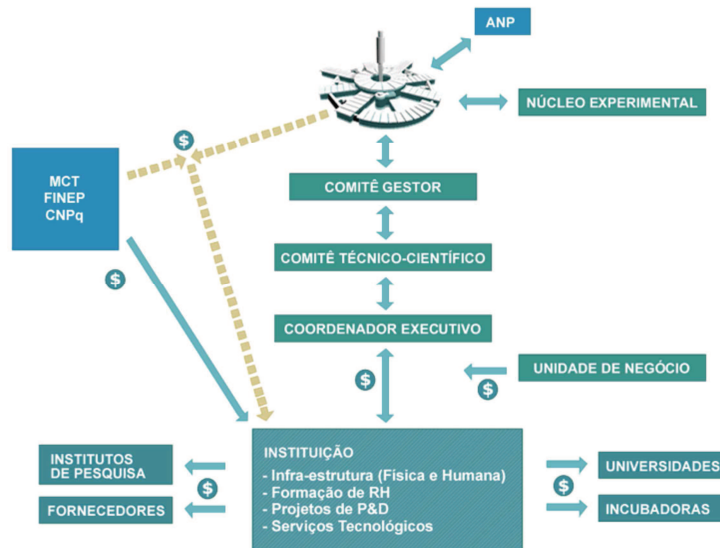 ANP
NÚCLEO EXPERIMENTAL
$
MCT
FINEP
CNPq
COMITÊ GESTOR
COMITÊ TÉCNICO-CIENTÍFICO
$
COORDENADOR EXECUTIVO
$
$
UNIDADE DE NEGÓCIO
INSTITUTOS
DE PESQUISA
$
FORNECEDORES
INSTITUIÇÃO
- Infra-estrutura (Física e Humana)
- Formação de RH
- Projetos de P&D
- Serviços Tecnológicos
UNIVERSIDADES
$
INCUBADORAS